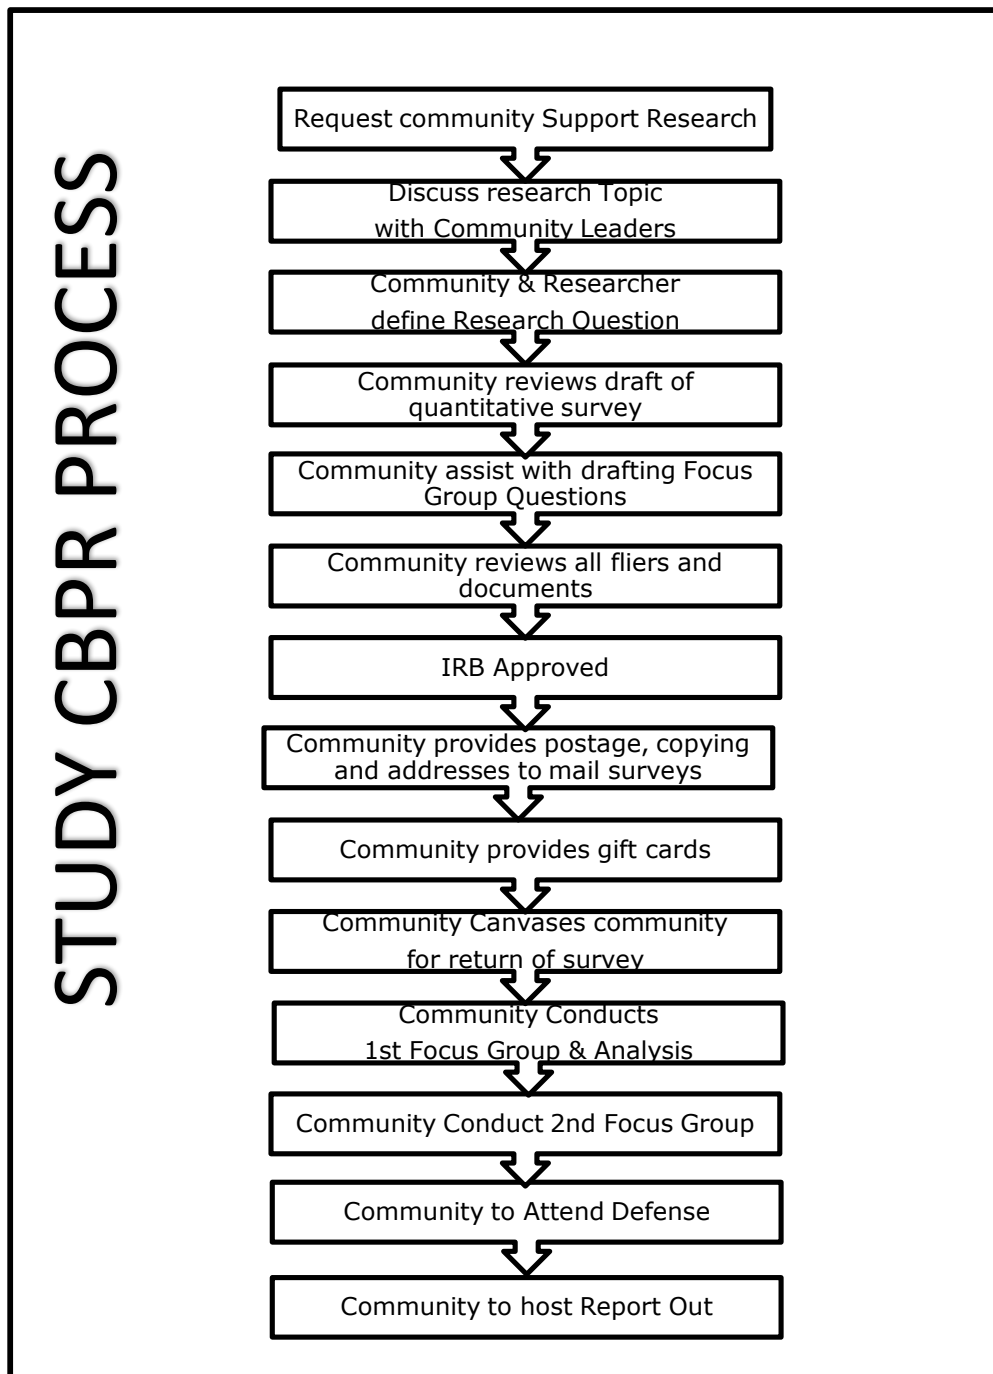 STUDY CBPR PROCESS
Request community Support Research
Discuss research Topic
with Community Leaders
Community & Researcher
define Research Question
Community reviews draft of
quantitative survey
Community assist with drafting Focus
Group Questions
Community reviews all fliers and
documents
IRB Approved
Community provides postage, copying
and addresses to mail surveys
Community provides gift cards
Community Canvases community
for return of survey
Community Conducts
1st Focus Group & Analysis
Community Conduct 2nd Focus Group
Community to Attend Defense
Community to host Report Out